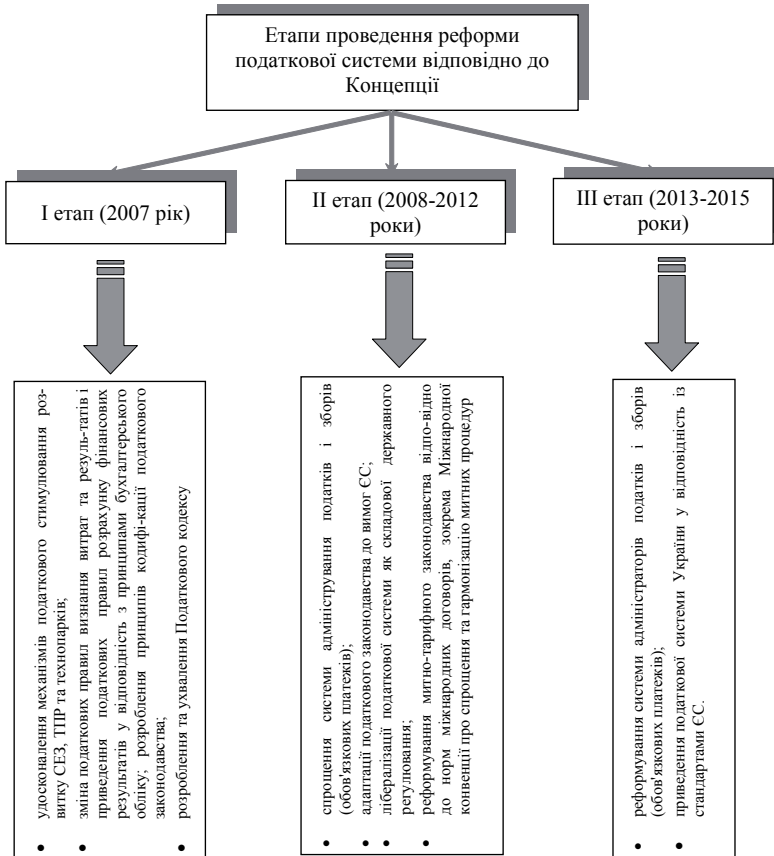 Етапи проведення реформи
податкової системи відповідно до
Концепції
І етап (2007 рік)
ІІ етап (2008-2012
роки)
ІІІ етап (2013-2015
роки)
• удосконалення механізмів податкового стимулювання роз-
витку СЕЗ, ТПР та технопарків;
• зміна податкових правил визнання витрат та резуль-татів і
приведення податкових правил розрахунку фінансових
результатів у відповідність з принципами бухгалтерського
обліку; розроблення принципів кодифі-кації податкового
законодавства;
• розроблення та ухвалення Податкового кодексу
• спрощення системи адміністрування податків і зборів
(обов'язкових платежів);
• адаптації податкового законодавства до вимог ЄС;
• лібералізації податкової системи як складової державного
регулювання;
• реформування митно-тарифного законодавства відпо-відно
до норм міжнародних договорів, зокрема Міжнародної
конвенції про спрощення та гармонізацію митних процедур
• реформування системи адміністраторів податків і зборів
(обов'язкових платежів);
• приведення податкової системи України у відповідність із
стандартами ЄС.